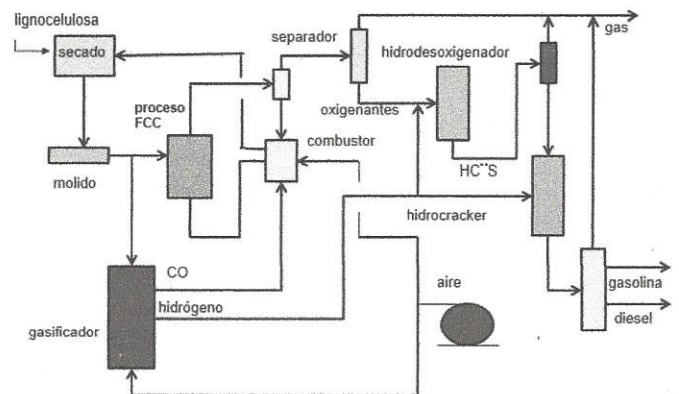 lignocelulosa
secado
separador
gas
hidrodesoxigenador
proceso
FCC
oxigenantes
combustor
molido
HC¨S
hidrocracker
CO
hidrógeno
aire
gasolina
gasificador
diesel